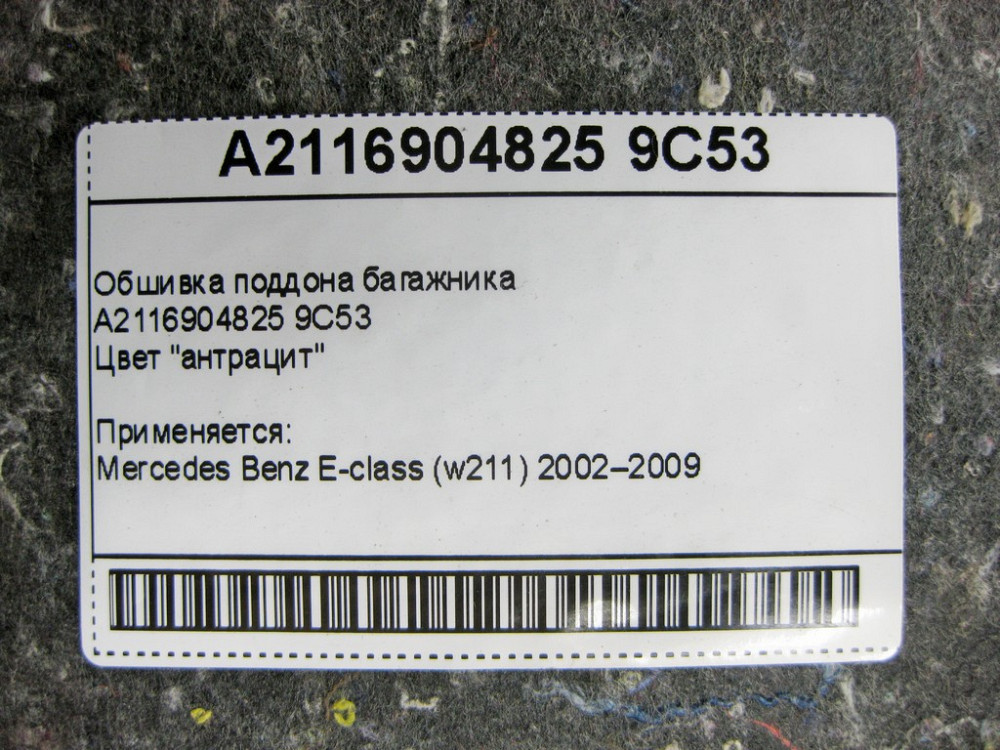 A2116904825 9C53
Обшивка поддона багажника
A2116904825 9C53
Цвет "антрацит"
Применяется:
Mercedes Benz E-class (w211) 2002–2009